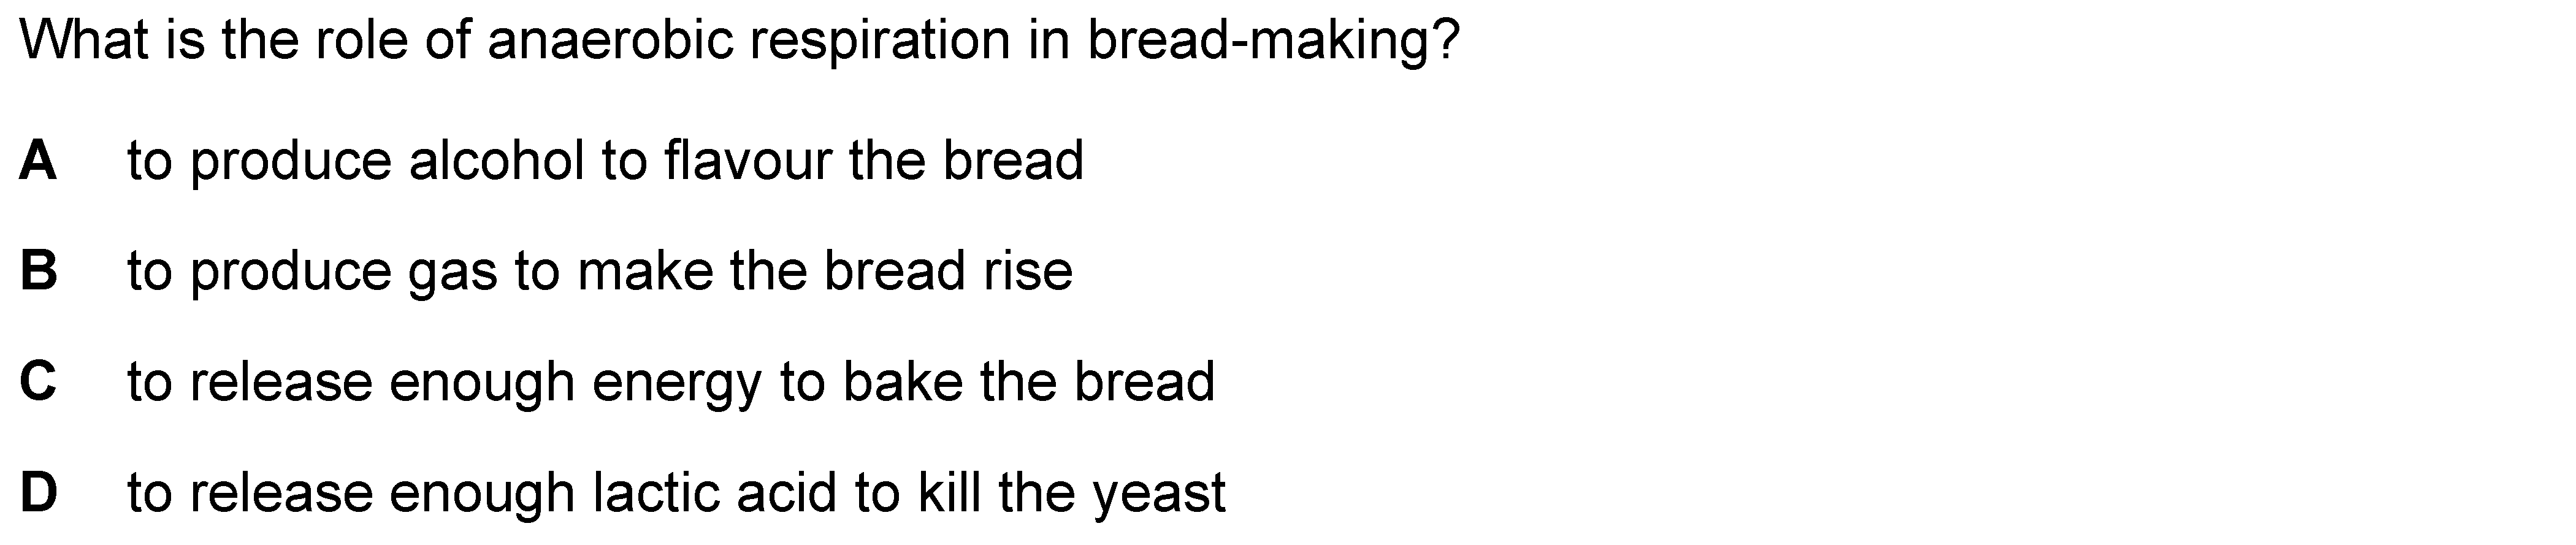 What is the role of anaerobic respiration in bread-making?
A to produce alcohol to flavour the bread
B to produce gas to make the bread rise
C to release enough energy to bake the bread
D to release enough lactic acid to kill the yeast